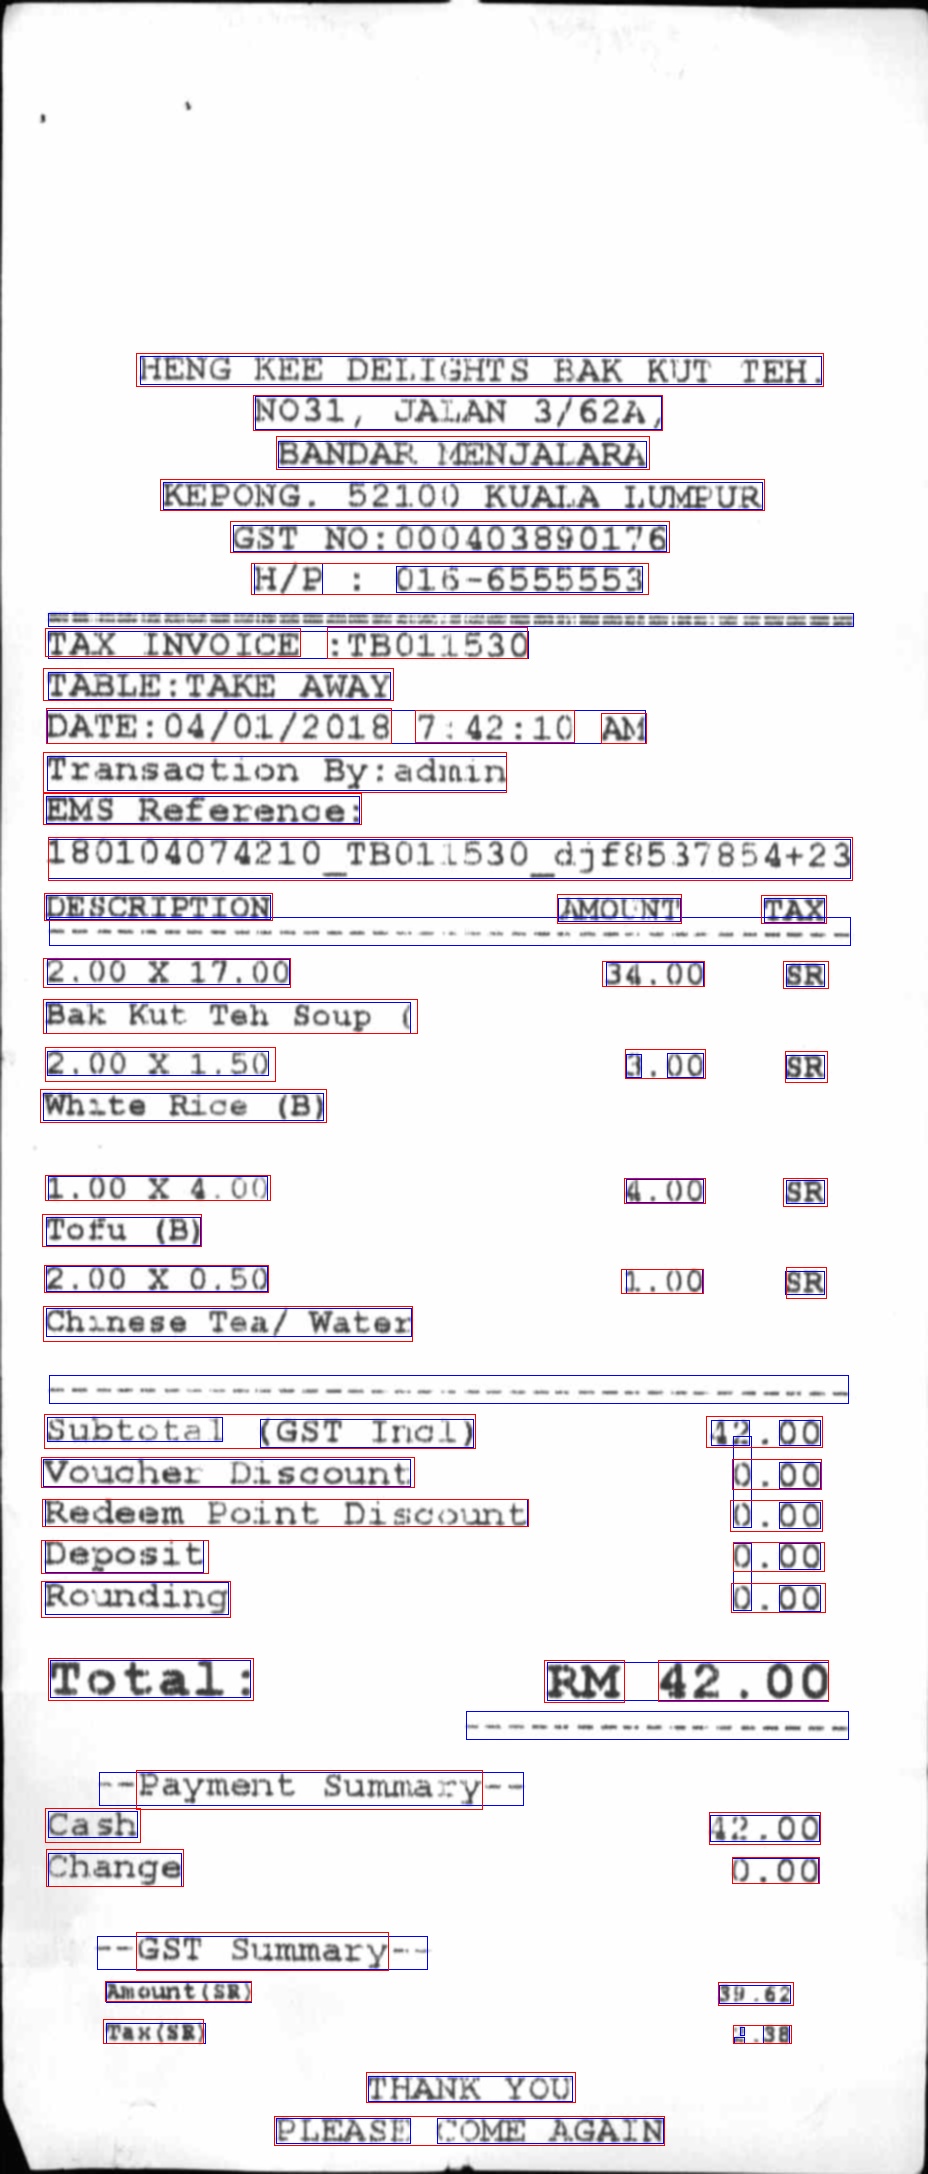 HENG KEE DELIGHTS BAK KUT TEH.
NO31, JALAN 3/62A,
BANDAR MENJALARA
KEPONG. 52100 KUALA LUMPUR
GST NO:000403890176
H/P : 016-6555553
===================================
TAX INVOICE :TB011530
TABLE:TAKE AWAY
DATE:04/01/2018 7:42:10 AM
Transaction By:admin
EMS Reference:
180104074210_TB011530_djf8537854+23
DESCRIPTION AMOUNT TAX
-----------------------------------
2.00 X 17.00 34.00 SR
Bak Kut Teh Soup (
2.00 X 1.50 3.00 SR
White Rice (B)
1.00 X 4.00 4.00 SR
Tofu (B)
2.00 X 0.50 1.00 SR
Chinese Tea/ Water
-----------------------------------
Subtotal (GST Incl) 42.00
Voucher Discount 0.00
Redeem Point Discount 0.00
Deposit 0.00
Rounding 0.00
Total: RM 42.00
-----------------
--Payment Summary--
Cash 42.00
Change 0.00
--GST Summary--
Amount(SR) 39.62
Tax(SR) 2.38
THANK YOU
PLEASE COME AGAIN